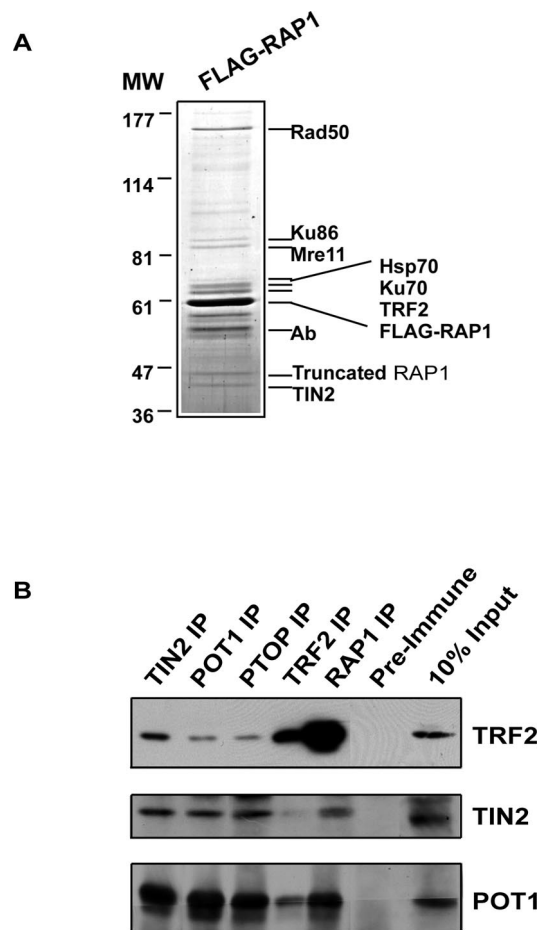 A
FLAG-RAP1
MW
177
114
81
61
47
36
Rad50
Ku86
Mre11
Hsp70
Ku70
TRF2
FLAG-RAP1
Ab
Truncated RAP1
TIN2
B
TIN2 IP
POT1 IP
PTOP IP
TRF2 IP
RAP1 IP
Pre-Immune
10% Input
TRF2
TIN2
POT1